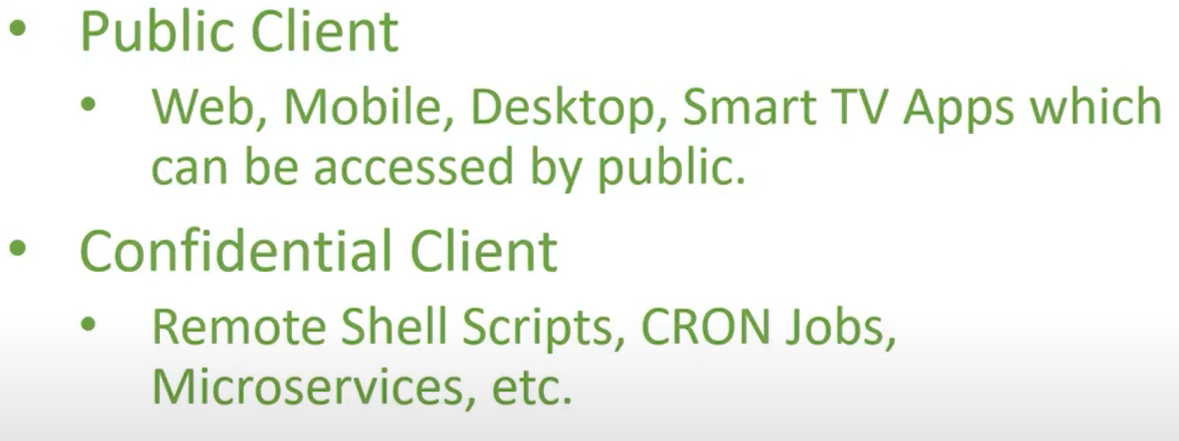 • Public Client
• Web, Mobile, Desktop, Smart TV Apps which
can be accessed by public.
• Confidential Client
• Remote Shell Scripts, CRON Jobs,
Microservices, etc.